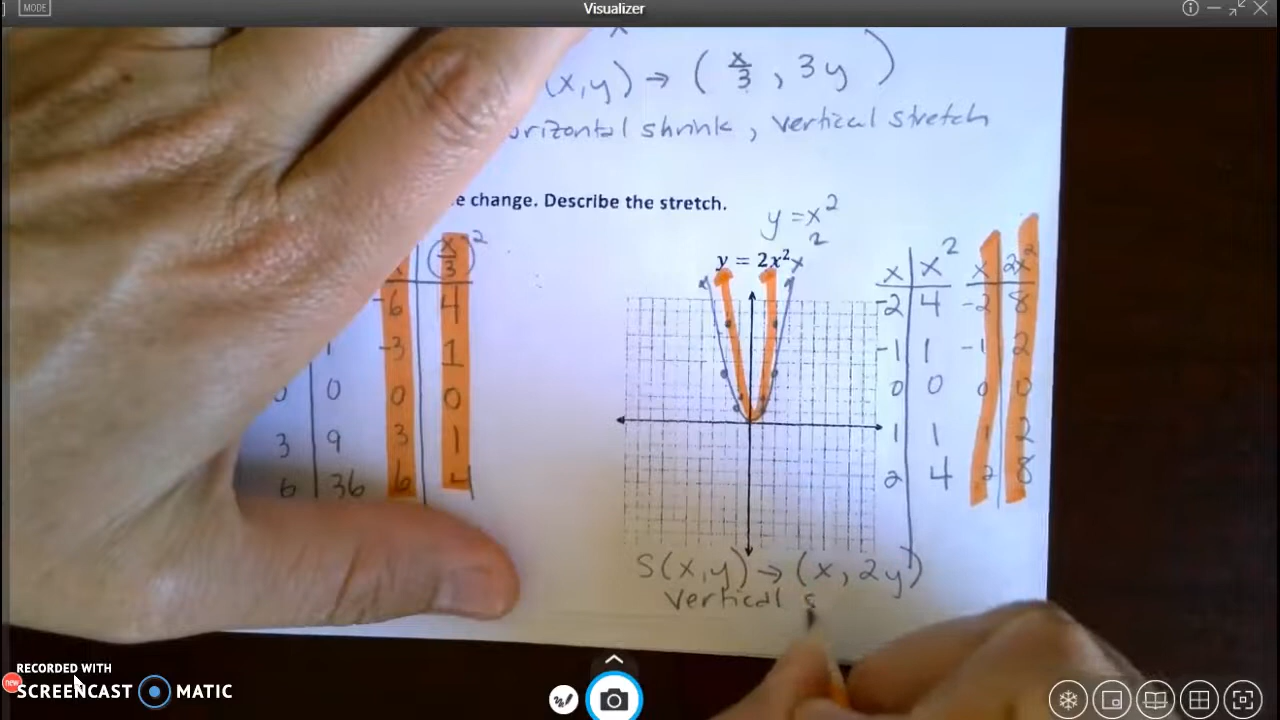 MODE
Visualizer
(x,y) → ( x/3 , 3y )
orizontal shrink, vertical stretch
e change. Describe the stretch.
y = x²
y = 2x²
x²
(x/3)²
-6 4
1 -3 1
0 0 0 0
3 9 3 1
6 36 6 4
x x² x 2x²
-2 4 -2 8
-1 1 -1 2
0 0 0 0
1 1 1 2
2 4 2 8
S(x,y) → (x, 2y)
Vertical s
RECORDED WITH
new
SCREENCAST MATIC